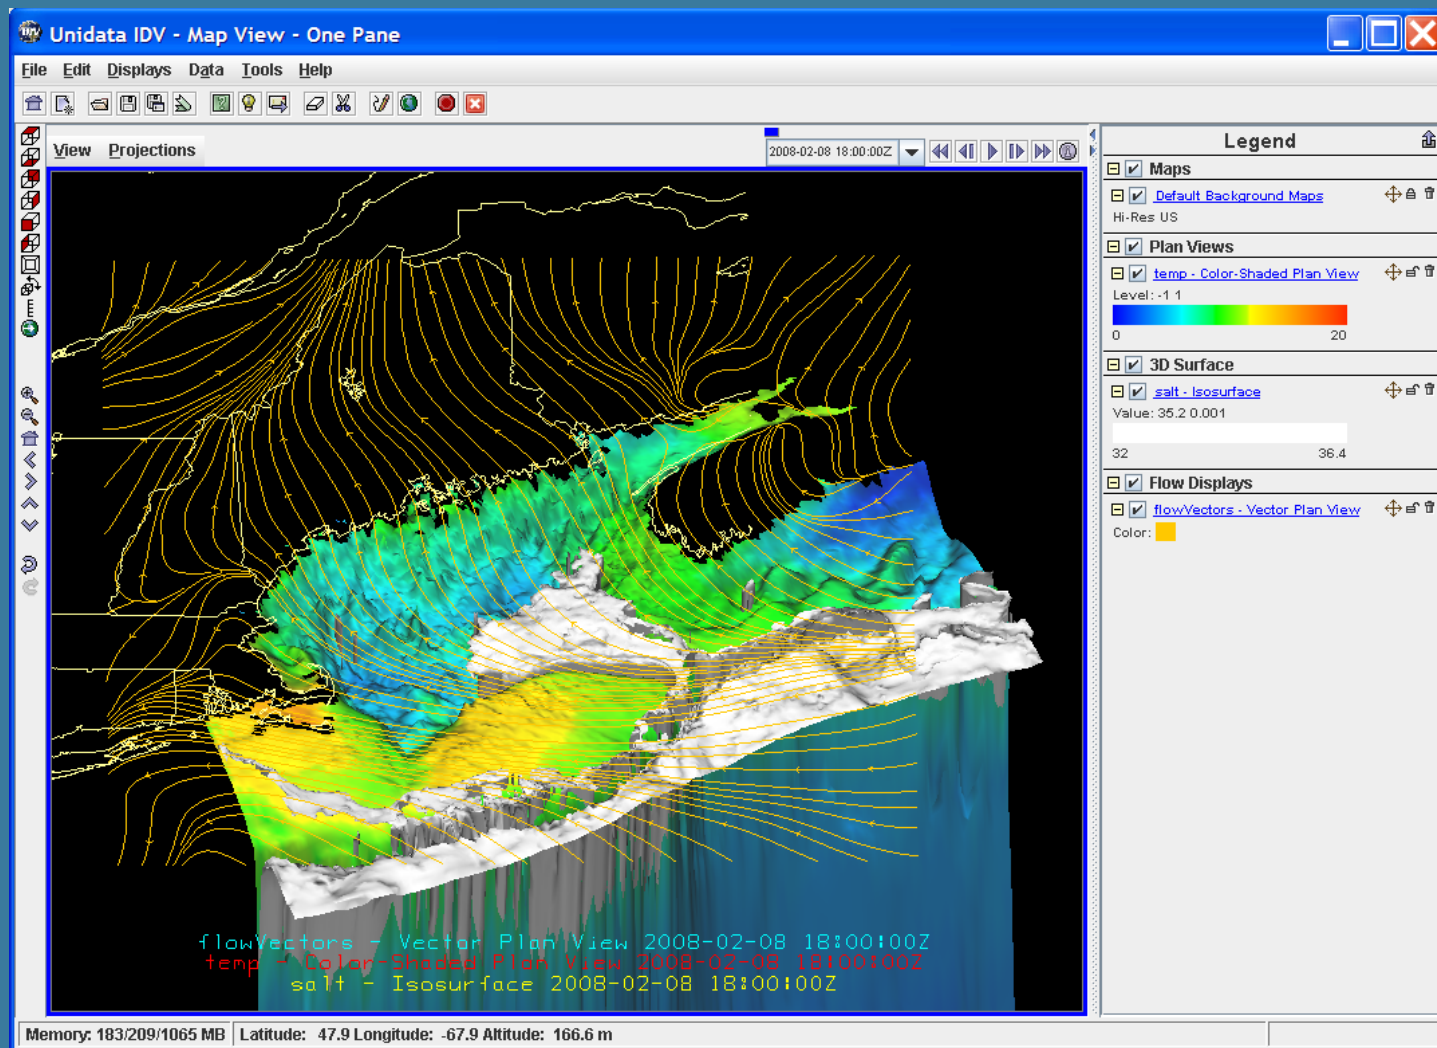 Unidata IDV - Map View - One Pane
File Edit Displays Data Tools Help
View Projections
2008-02-08 18:00:00Z
Legend
Maps
Default Background Maps
Hi-Res US
Plan Views
temp - Color-Shaded Plan View
Level: -1 1
0 20
3D Surface
salt - Isosurface
Value: 35.2 0.001
32 36.4
Flow Displays
flowVectors - Vector Plan View
Color:
flowVectors - Vector Plan View 2008-02-08 18:00:00Z
temp - Color-Shaded Plan View 2008-02-08 18:00:00Z
salt - Isosurface 2008-02-08 18:00:00Z
Memory: 183/209/1065 MB Latitude: 47.9 Longitude: -67.9 Altitude: 166.6 m